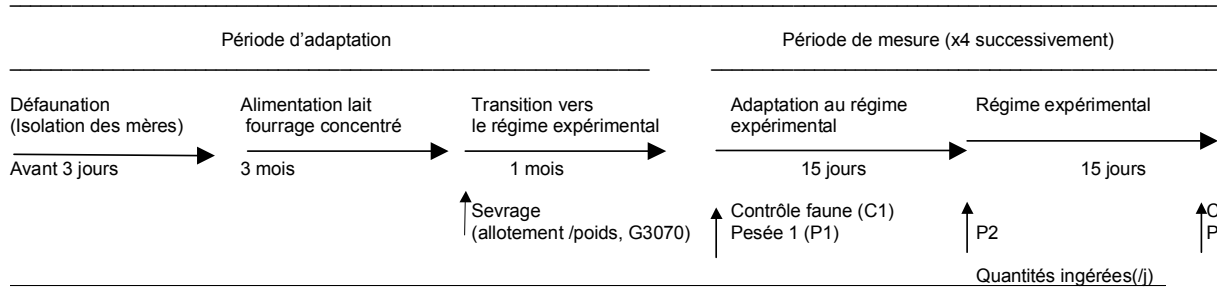 Période d’adaptation
Période de mesure (x4 successivement)
Défaunation
(Isolation des mères)
Avant 3 jours
Alimentation lait
fourrage concentré
3 mois
Transition vers
le régime expérimental
1 mois
Adaptation au régime
expérimental
15 jours
Régime expérimental
15 jours
Sevrage
(allotement /poids, G3070)
Contrôle faune (C1)
Pesée 1 (P1)
P2
Quantités ingérées(/j)